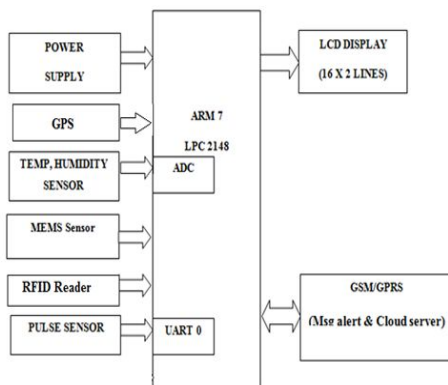 POWER
SUPPLY
GPS
TEMP, HUMIDITY
SENSOR
MEMS Sensor
RFID Reader
PULSE SENSOR
ARM 7
LPC 2148
ADC
UART 0
LCD DISPLAY
(16 X 2 LINES)
GSM/GPRS
(Msg alert & Cloud server)